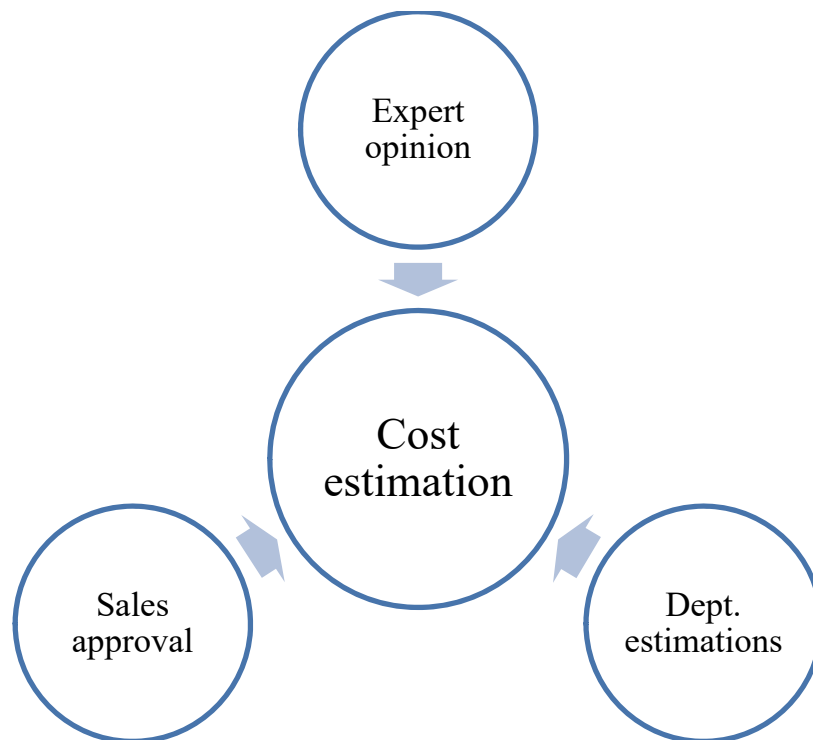 Expert
opinion
Cost
estimation
Sales
approval
Dept.
estimations